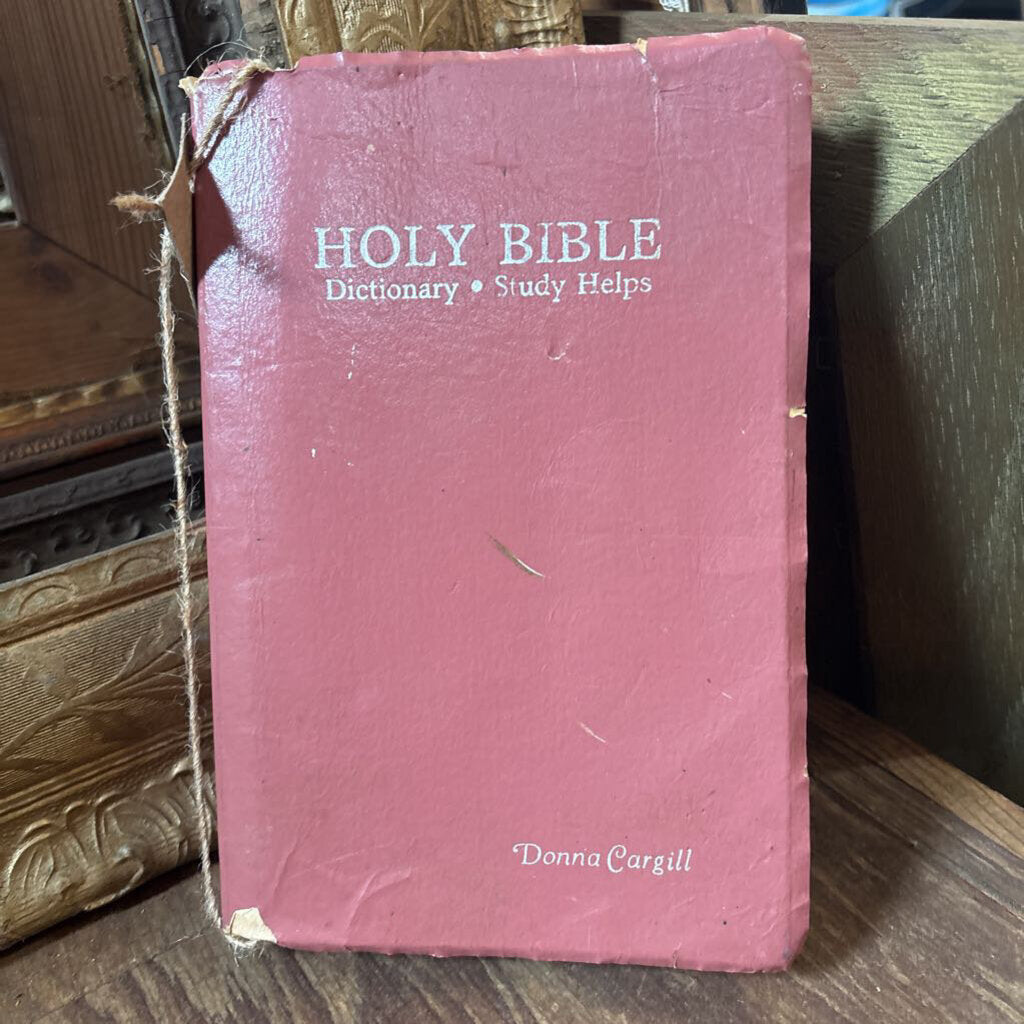 HOLY BIBLE
Dictionary • Study Helps
Donna Cargill